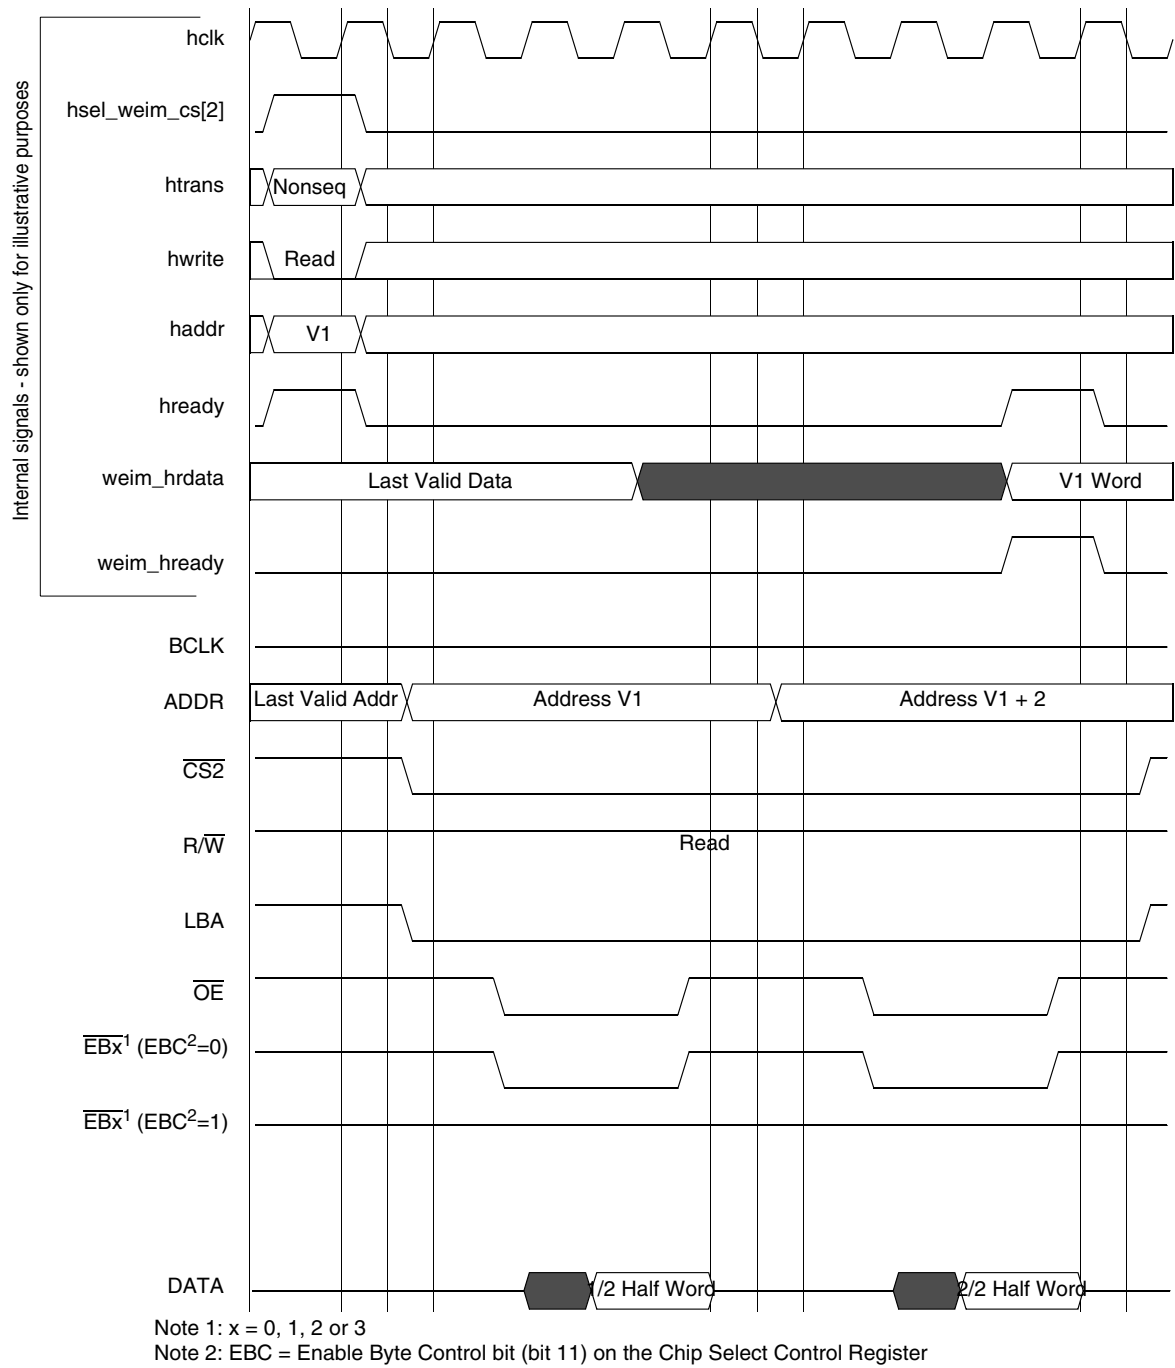 Internal signals - shown only for illustrative purposes
hclk
hsel_weim_cs[2]
htrans
Nonseq
hwrite
Read
haddr
V1
hready
weim_hrdata
Last Valid Data
V1 Word
weim_hready
BCLK
ADDR
Last Valid Addr
Address V1
Address V1 + 2
CS2
R/W
Read
LBA
OE
EBx1 (EBC2=0)
EBx1 (EBC2=1)
DATA
1/2 Half Word
2/2 Half Word
Note 1: x = 0, 1, 2 or 3
Note 2: EBC = Enable Byte Control bit (bit 11) on the Chip Select Control Register